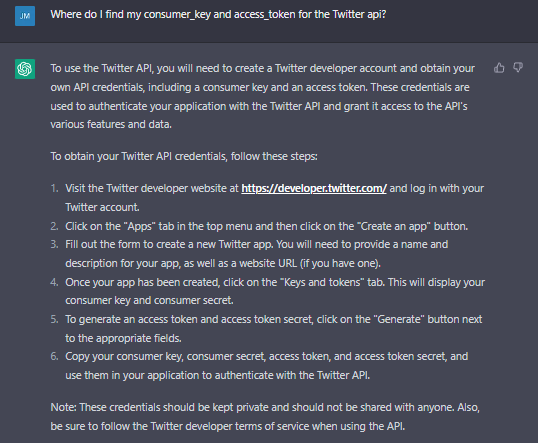 JM
Where do I find my consumer_key and access_token for the Twitter api?
To use the Twitter API, you will need to create a Twitter developer account and obtain your
own API credentials, including a consumer key and an access token. These credentials are
used to authenticate your application with the Twitter API and grant it access to the API's
various features and data.
To obtain your Twitter API credentials, follow these steps:
1. Visit the Twitter developer website at https://developer.twitter.com/ and log in with your
Twitter account.
2. Click on the "Apps" tab in the top menu and then click on the "Create an app" button.
3. Fill out the form to create a new Twitter app. You will need to provide a name and
description for your app, as well as a website URL (if you have one).
4. Once your app has been created, click on the "Keys and tokens" tab. This will display your
consumer key and consumer secret.
5. To generate an access token and access token secret, click on the "Generate" button next
to the appropriate fields.
6. Copy your consumer key, consumer secret, access token, and access token secret, and
use them in your application to authenticate with the Twitter API.
Note: These credentials should be kept private and should not be shared with anyone. Also,
be sure to follow the Twitter developer terms of service when using the API.